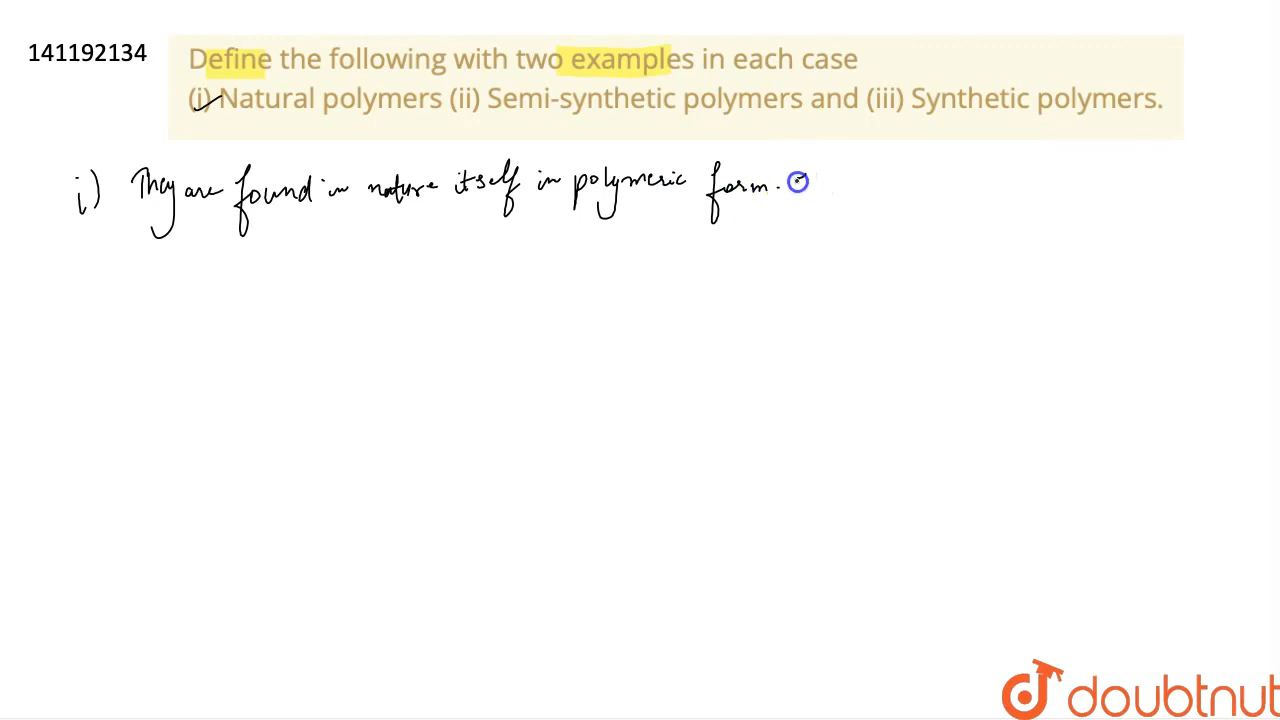 141192134
Define the following with two examples in each case
(i) Natural polymers (ii) Semi-synthetic polymers and (iii) Synthetic polymers.
i) They are found in nature itself in polymeric form.
doubtnut